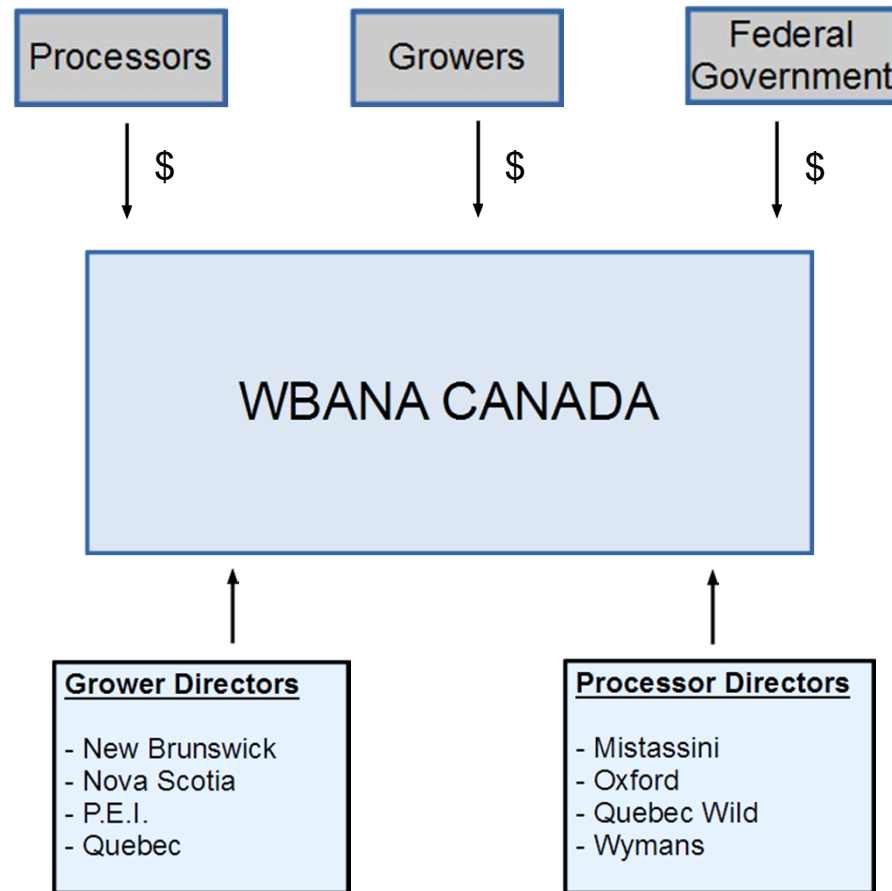 Processors
Growers
Federal
Government
$
$
$
WBANA CANADA
Grower Directors
- New Brunswick
- Nova Scotia
- P.E.I.
- Quebec
Processor Directors
- Mistassini
- Oxford
- Quebec Wild
- Wymans